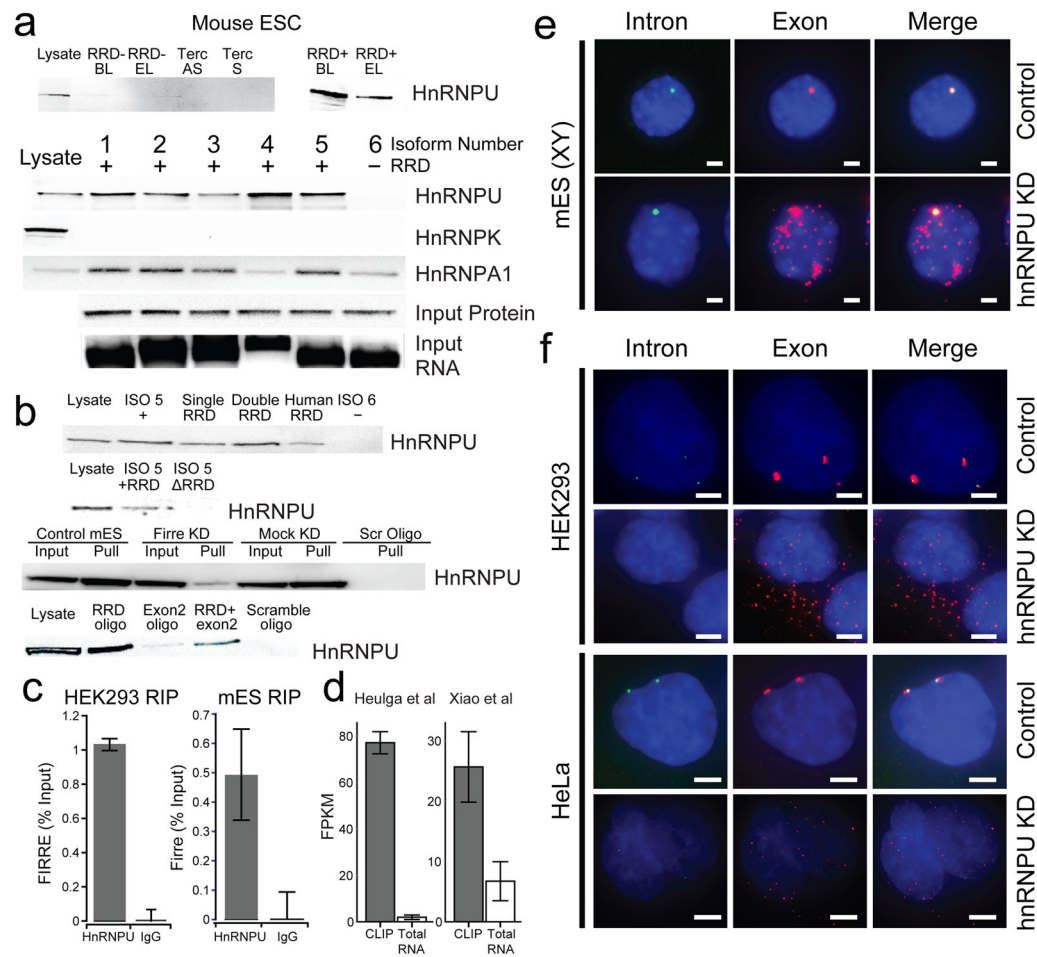 a
Mouse ESC
Lysate RRD- BL RRD- EL Terc AS Terc S RRD+ BL RRD+ EL
HnRNPU
Lysate 1 2 3 4 5 6 Isoform Number
+ + + + + − RRD
HnRNPU
HnRNPK
HnRNPA1
Input Protein
Input RNA
b
Lysate ISO 5 + Single RRD Double RRD Human RRD ISO 6 −
HnRNPU
Lysate ISO 5 +RRD ISO 5 ΔRRD
HnRNPU
Control mES Firre KD Mock KD Scr Oligo
Input Pull Input Pull Input Pull Pull
HnRNPU
Lysate RRD oligo Exon2 oligo RRD+ exon2 Scramble oligo
HnRNPU
c
HEK293 RIP
FIRRE (% Input)
1.2
1
0.8
0.6
0.4
0.2
0
HnRNPU IgG
mES RIP
Firre (% Input)
0.7
0.6
0.5
0.4
0.3
0.2
0.1
0
HnRNPU IgG
d
Heulga et al
FPKM
80
60
40
20
0
CLIP Total RNA
Xiao et al
30
20
10
0
CLIP Total RNA
e
Intron Exon Merge
mES (XY)
Control
hnRNPU KD
f
Intron Exon Merge
HEK293
Control
hnRNPU KD
HeLa
Control
hnRNPU KD